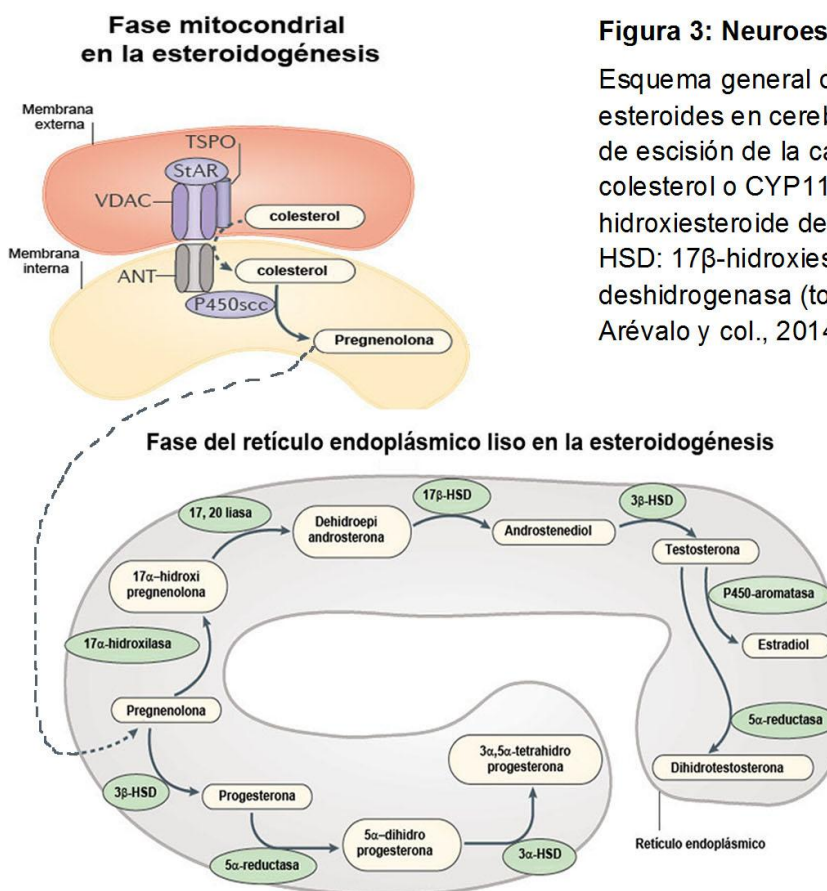 Fase mitocondrial
en la esteroidogénesis
Membrana
externa
TSPO
StAR
VDAC
colesterol
Membrana
interna
ANT
colesterol
P450scc
Pregnenolona
Figura 3: Neuroes
Esquema general
esteroides en cereb
de escisión de la ca
colesterol o CYP11
hidroxiesteroide de
HSD: 17β-hidroxies
deshidrogenasa (to
Arévalo y col., 2014
Fase del retículo endoplásmico liso en la esteroidogénesis
17, 20 liasa
Dehidroepi
androsterona
17β-HSD
Androstenediol
3β-HSD
Testosterona
17α–hidroxi
pregnenolona
P450-aromatasa
17α-hidroxilasa
Estradiol
Pregnenolona
5α-reductasa
3α,5α-tetrahidro
progesterona
Dihidrotestosterona
3β-HSD
Progesterona
5α–dihidro
progesterona
5α-reductasa
3α-HSD
Retículo endoplásmico